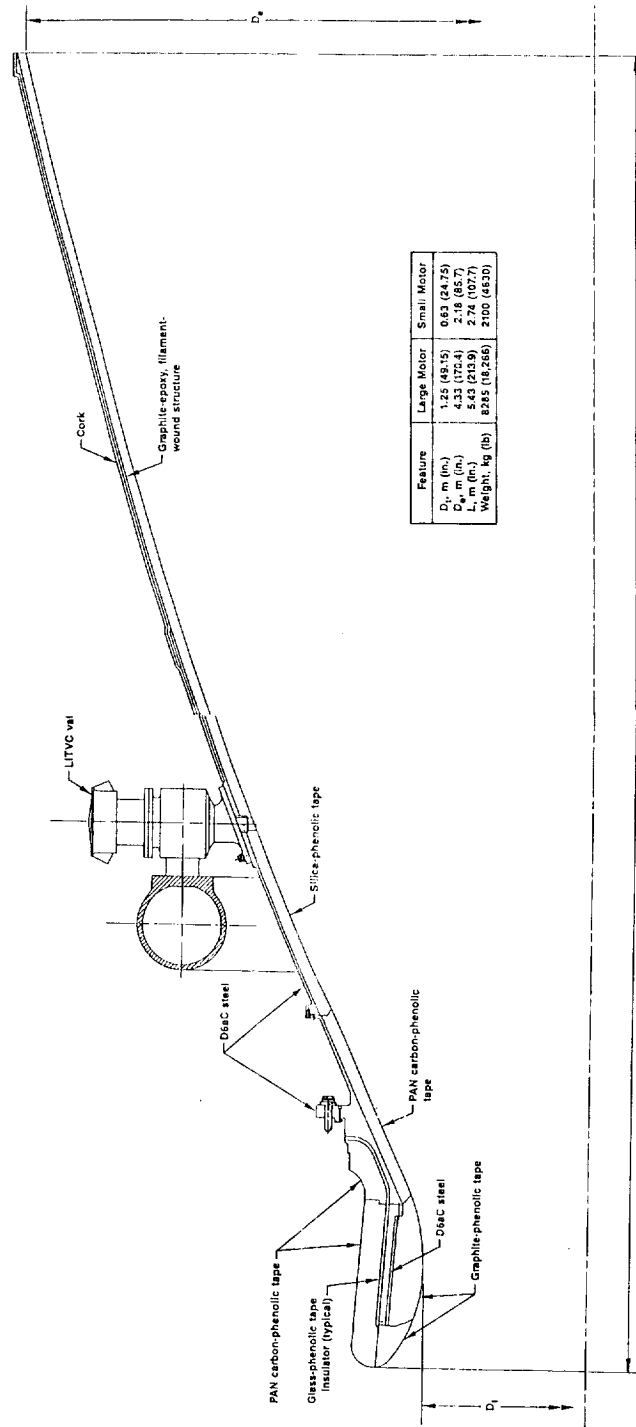 Dₑ
Cork
Graphite-epoxy, filament-
wound structure
LITVC val
Silica-phenolic tape
D6aC steel
PAN carbon-phenolic
tape
PAN carbon-phenolic tape
Glass-phenolic tape
insulator (typical)
D6aC steel
Graphite-phenolic tape
Dₜ
Feature Large Motor Small Motor
Dₜ, m (in.) 1.25 (49.15) 0.63 (24.75)
Dₑ, m (in.) 4.33 (170.4) 2.18 (85.7)
L, m (in.) 5.43 (213.9) 2.74 (107.7)
Weight, kg (lb) 8285 (18,266) 2100 (4630)